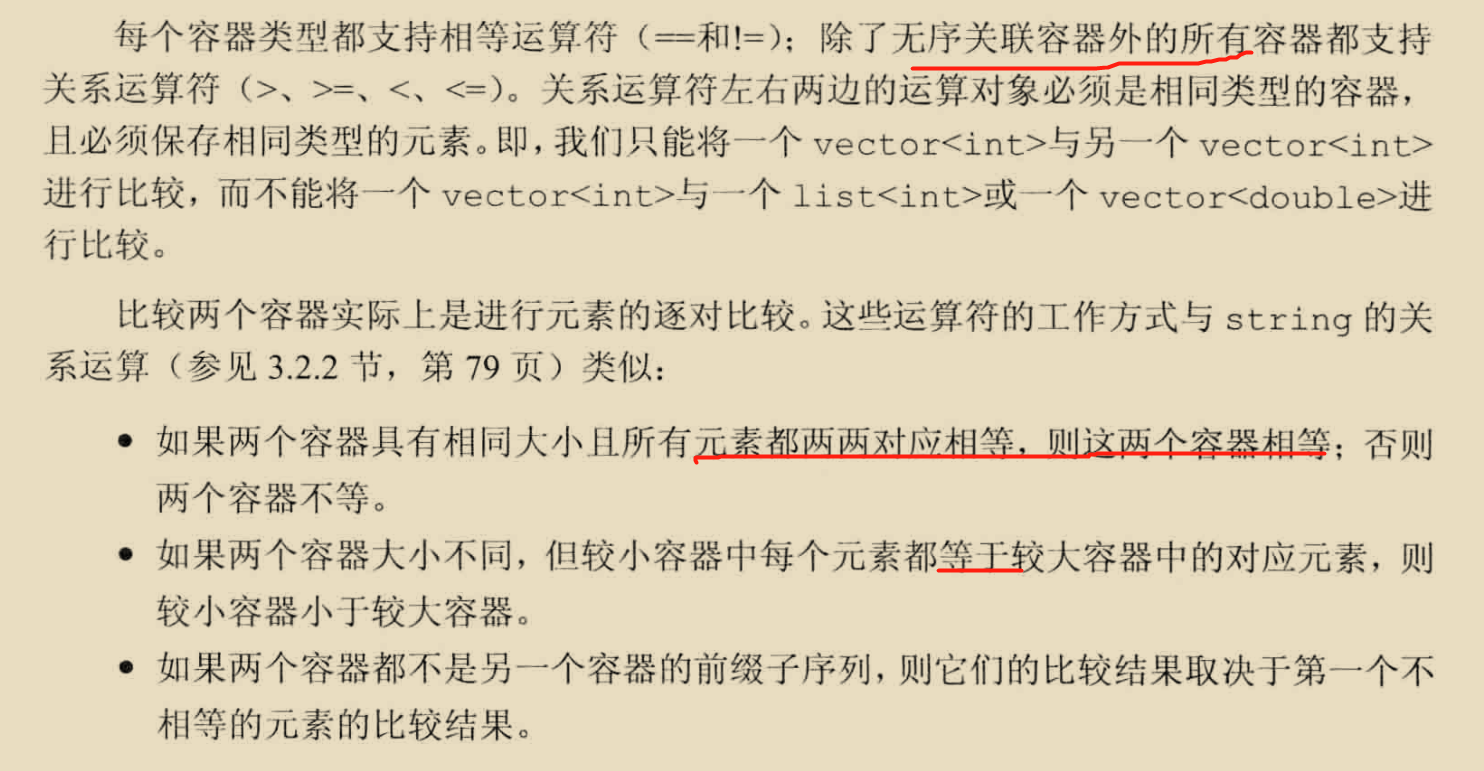 每个容器类型都支持相等运算符（==和!=）；除了无序关联容器外的所有容器都支持
关系运算符（>、>=、<、<=）。关系运算符左右两边的运算对象必须是相同类型的容器，
且必须保存相同类型的元素。即，我们只能将一个 vector<int>与另一个 vector<int>
进行比较，而不能将一个 vector<int>与一个 list<int>或一个 vector<double>进
行比较。
比较两个容器实际上是进行元素的逐对比较。这些运算符的工作方式与 string 的关
系运算（参见 3.2.2 节，第 79 页）类似：
• 如果两个容器具有相同大小且所有元素都两两对应相等，则这两个容器相等；否则
两个容器不等。
• 如果两个容器大小不同，但较小容器中每个元素都等于较大容器中的对应元素，则
较小容器小于较大容器。
• 如果两个容器都不是另一个容器的前缀子序列，则它们的比较结果取决于第一个不
相等的元素的比较结果。